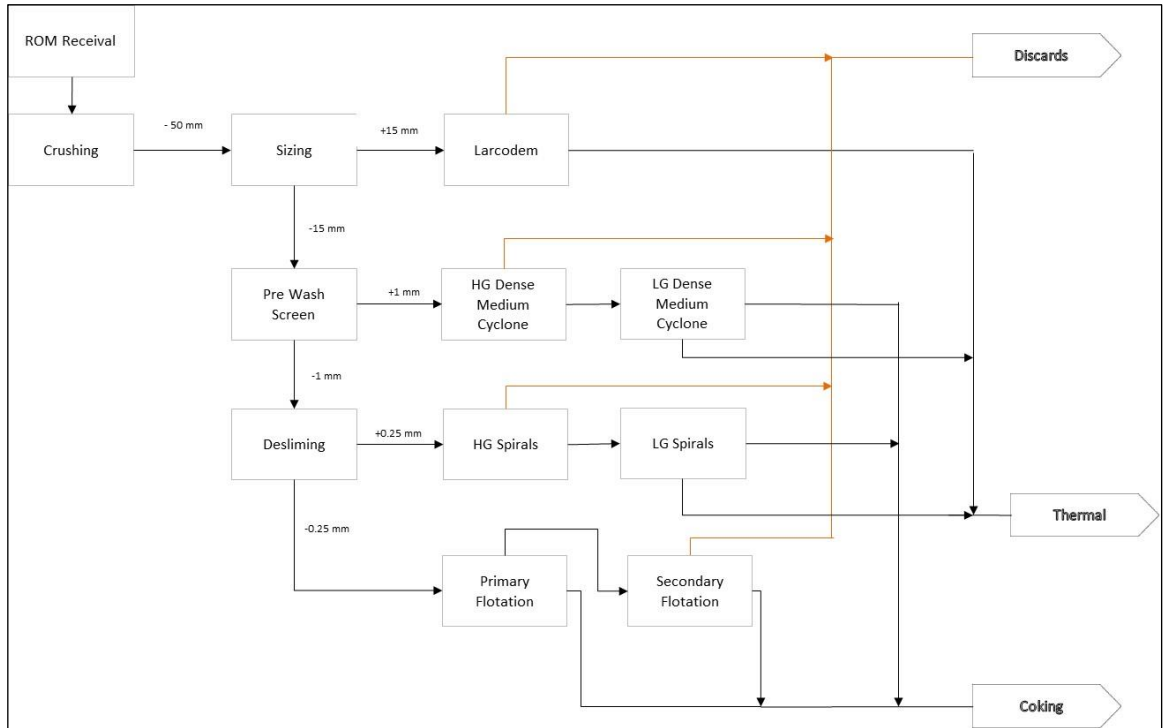 ROM Receival
Discards
- 50 mm
+15 mm
Crushing
Sizing
Larcodem
-15 mm
Pre Wash
Screen
+1 mm
HG Dense
Medium
Cyclone
LG Dense
Medium
Cyclone
-1 mm
Desliming
+0.25 mm
HG Spirals
LG Spirals
-0.25 mm
Thermal
Primary
Flotation
Secondary
Flotation
Coking